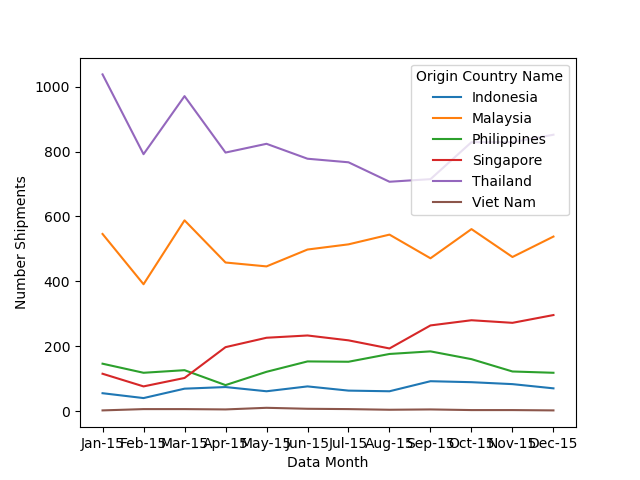 Origin Country Name
Indonesia
Malaysia
Philippines
Singapore
Thailand
Viet Nam
1000
800
600
400
200
0
Number Shipments
Jan-15 Feb-15 Mar-15 Apr-15 May-15 Jun-15 Jul-15 Aug-15 Sep-15 Oct-15 Nov-15 Dec-15
Data Month